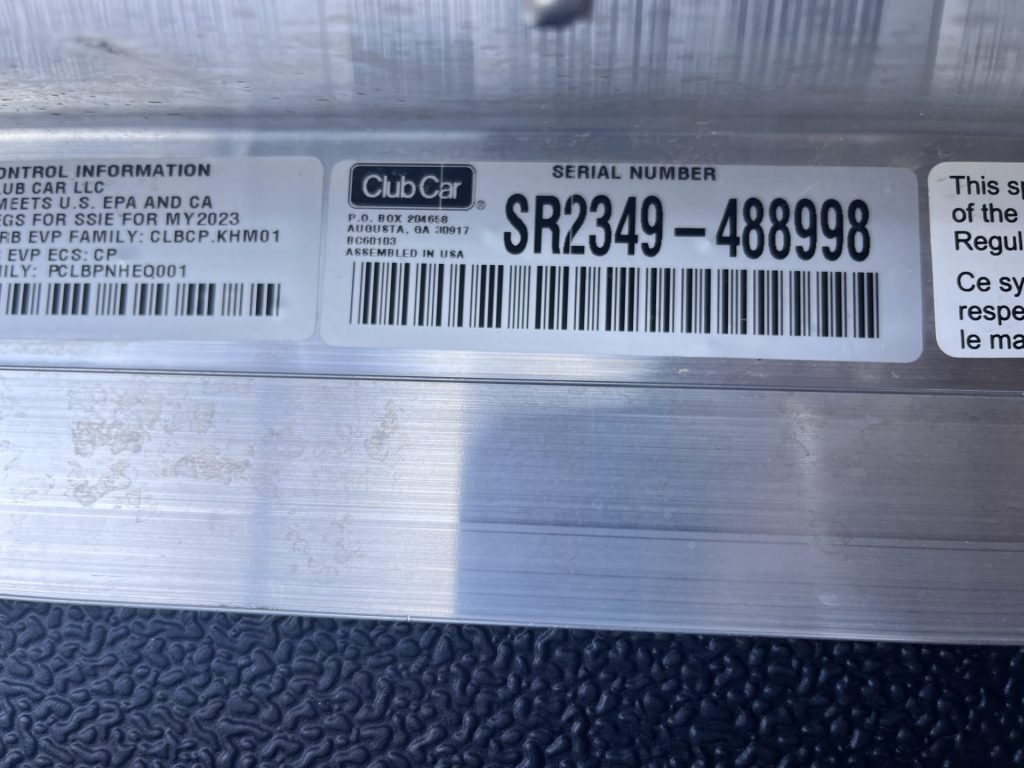 ONTROL INFORMATION
LUB CAR LLC
MEETS U.S. EPA AND CA
EGS FOR SSIE FOR MY2023
RB EVP FAMILY: CLBCP.KHM01
EVP ECS: CP
ILY: PCLBPNHEQ001
Club Car ®
P.O. BOX 204658
AUGUSTA, GA 30917
BC60103
ASSEMBLED IN USA
SERIAL NUMBER
SR2349-488998
This sp
of the
Regul
Ce sy
respe
le ma